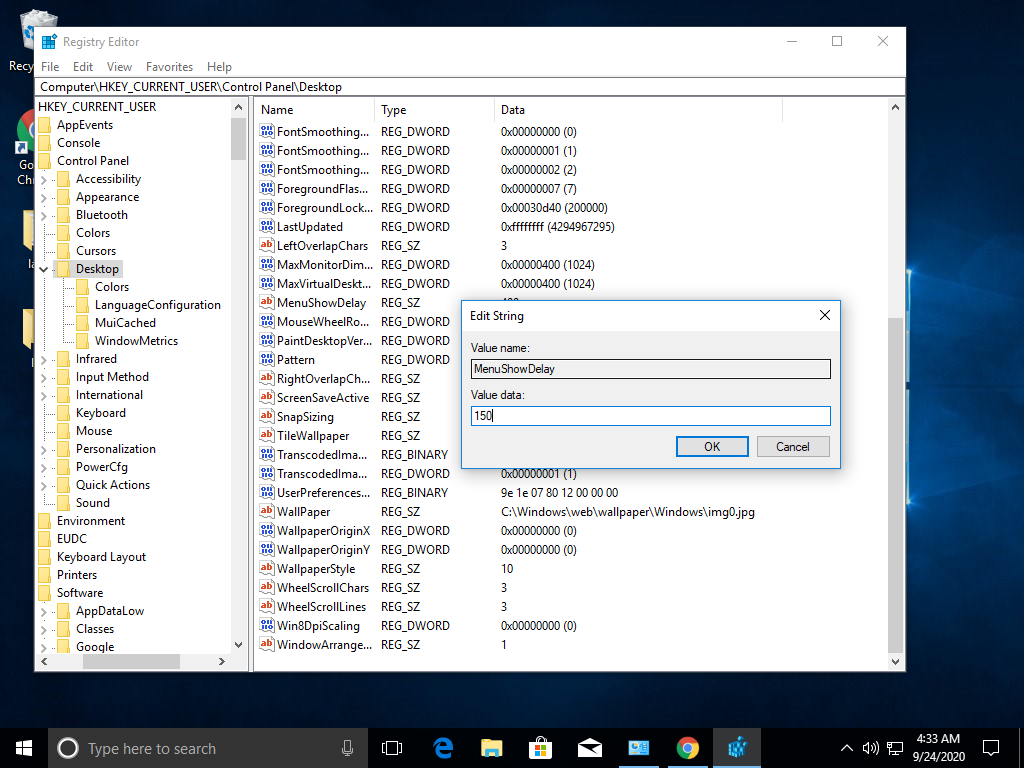 Recy
Go
Chr
Registry Editor
File Edit View Favorites Help
Computer\HKEY_CURRENT_USER\Control Panel\Desktop
HKEY_CURRENT_USER
AppEvents
Console
Control Panel
Accessibility
Appearance
Bluetooth
Colors
Cursors
Desktop
Colors
LanguageConfiguration
MuiCached
WindowMetrics
Infrared
Input Method
International
Keyboard
Mouse
Personalization
PowerCfg
Quick Actions
Sound
Environment
EUDC
Keyboard Layout
Printers
Software
AppDataLow
Classes
Google
Name Type Data
FontSmoothing... REG_DWORD 0x00000000 (0)
FontSmoothing... REG_DWORD 0x00000001 (1)
FontSmoothing... REG_DWORD 0x00000002 (2)
ForegroundFlas... REG_DWORD 0x00000007 (7)
ForegroundLock... REG_DWORD 0x00030d40 (200000)
LastUpdated REG_DWORD 0xffffffff (4294967295)
LeftOverlapChars REG_SZ 3
MaxMonitorDim... REG_DWORD 0x00000400 (1024)
MaxVirtualDeskt... REG_DWORD 0x00000400 (1024)
MenuShowDelay REG_SZ
MouseWheelRo... REG_DWORD
PaintDesktopVer... REG_DWORD
Pattern REG_DWORD
RightOverlapCh... REG_SZ
ScreenSaveActive REG_SZ
SnapSizing REG_SZ
TileWallpaper REG_SZ
TranscodedIma... REG_BINARY
TranscodedIma... REG_DWORD 0x00000001 (1)
UserPreferences... REG_BINARY 9e 1e 07 80 12 00 00 00
WallPaper REG_SZ C:\Windows\web\wallpaper\Windows\img0.jpg
WallpaperOriginX REG_DWORD 0x00000000 (0)
WallpaperOriginY REG_DWORD 0x00000000 (0)
WallpaperStyle REG_SZ 10
WheelScrollChars REG_SZ 3
WheelScrollLines REG_SZ 3
Win8DpiScaling REG_DWORD 0x00000000 (0)
WindowArrange... REG_SZ 1
Edit String
Value name:
MenuShowDelay
Value data:
150
OK Cancel
Type here to search
4:33 AM
9/24/2020